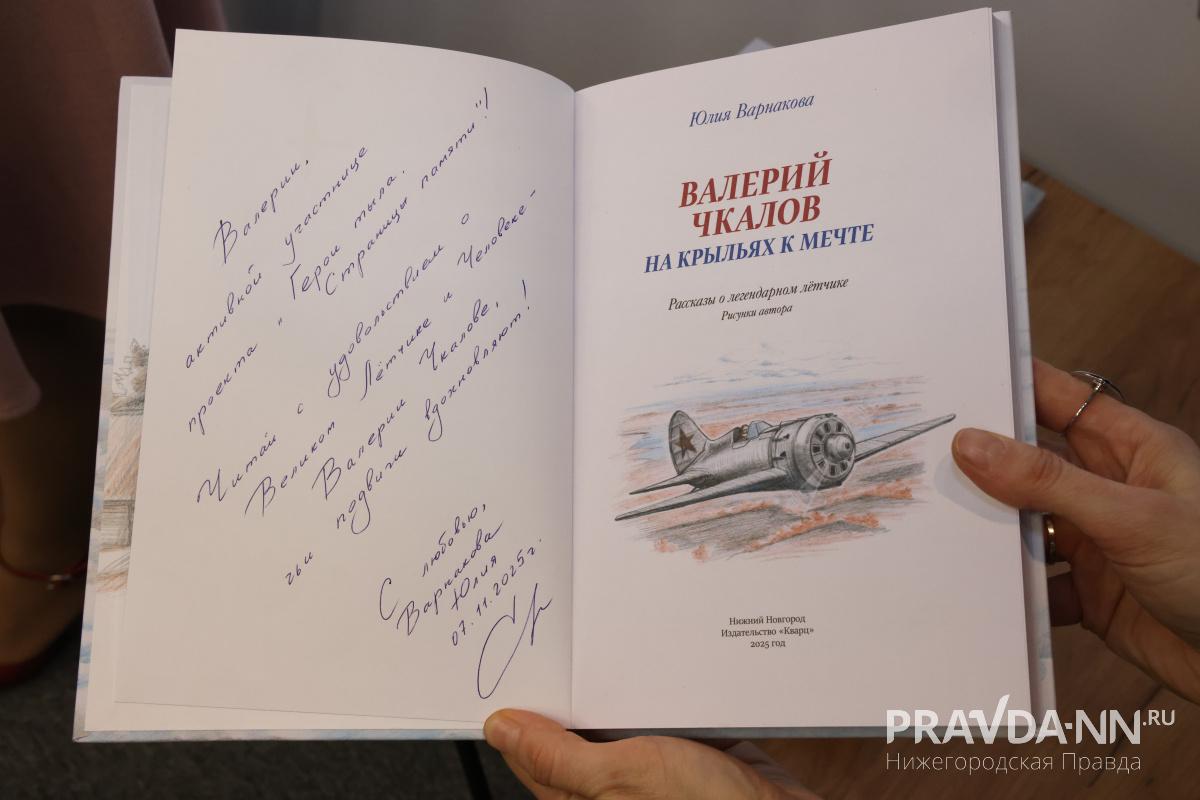 Валерии,
активной участнице
проекта "Герои тыла.
Страницы памяти"!
Читай с удовольствием о
Великом Лётчике и Человеке -
Валерии Чкалове,
чьи подвиги вдохновляют!
С любовью,
Варнакова
Юлия
07.11.2025г.
Юлия Варнакова
ВАЛЕРИЙ
ЧКАЛОВ
НА КРЫЛЬЯХ К МЕЧТЕ
Рассказы о легендарном лётчике
Рисунки автора
Нижний Новгород
Издательство «Кварц»
2025 год
PRAVDA-NN.RU
Нижегородская Правда